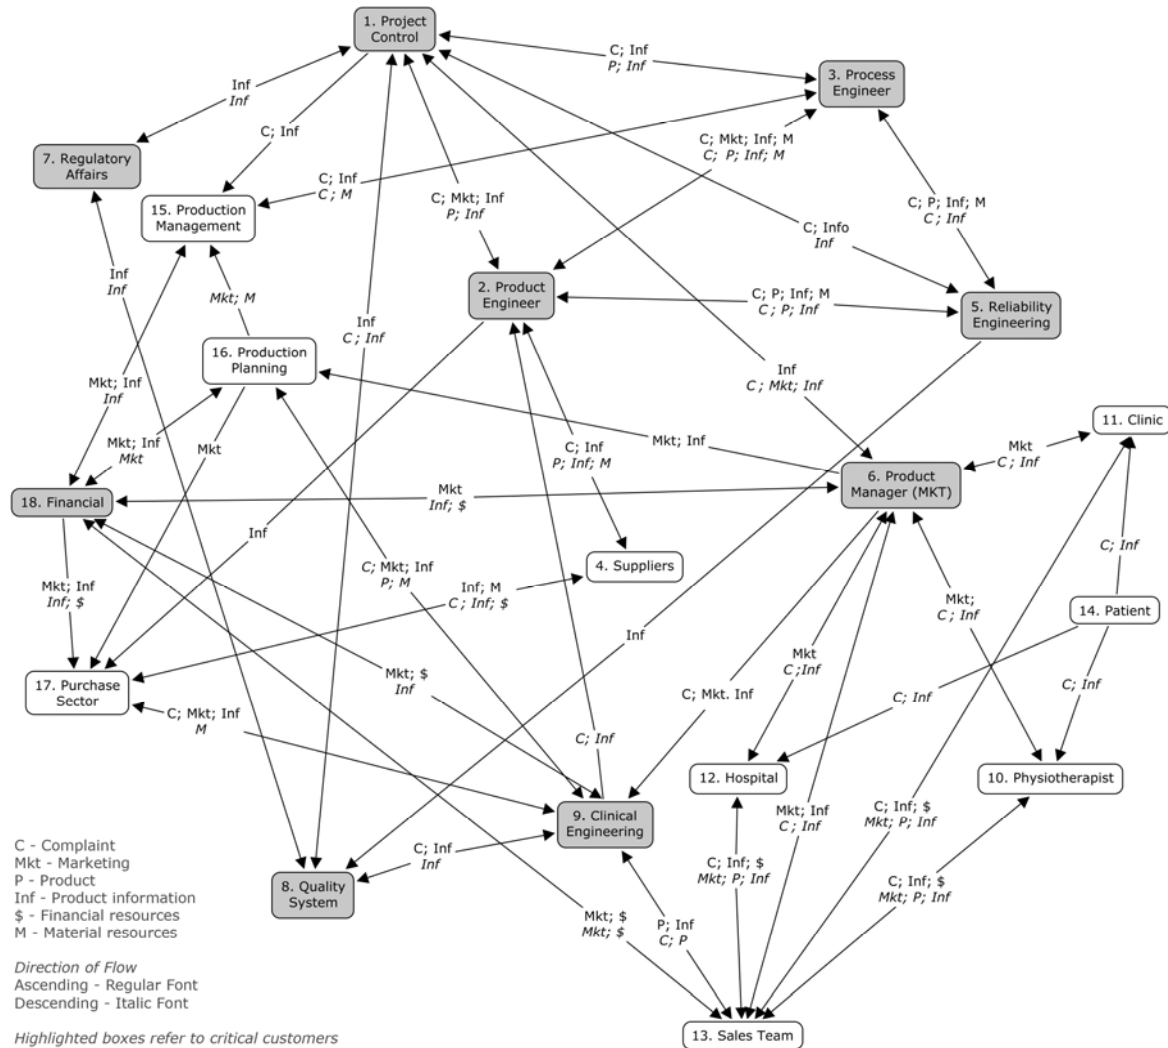 1. Project
Control
C; Inf
P; Inf
3. Process
Engineer
Inf
Inf
C; Inf
C; Mkt; Inf; M
C; P; Inf; M
7. Regulatory
Affairs
C; Inf
C ; M
C; Mkt; Inf
P; Inf
C; P; Inf; M
C ; Inf
15. Production
Management
C; Info
Inf
Inf
Inf
Mkt; M
2. Product
Engineer
C; P; Inf; M
C ; P; Inf
5. Reliability
Engineering
Inf
C ; Inf
16. Production
Planning
Inf
C ; Mkt; Inf
Mkt; Inf
Inf
11. Clinic
Mkt; Inf
Mkt
Mkt
C; Inf
P; Inf; M
Mkt; Inf
Mkt
C ; Inf
6. Product
Manager (MKT)
18. Financial
Mkt
Inf; $
Inf
C; Mkt; Inf
P; M
4. Suppliers
C; Inf
Mkt; Inf
Inf; $
Inf; M
C ; Inf; $
Mkt;
C ; Inf
14. Patient
Inf
Mkt
C ;Inf
17. Purchase
Sector
Mkt; $
Inf
C; Mkt. Inf
C; Inf
C; Inf
C; Mkt; Inf
M
C; Inf
12. Hospital
10. Physiotherapist
9. Clinical
Engineering
Mkt; Inf
C ; Inf
C; Inf; $
Mkt; P; Inf
C; Inf
Inf
8. Quality
System
C; Inf; $
Mkt; P; Inf
C; Inf; $
Mkt; P; Inf
Mkt; $
Mkt; $
P; Inf
C; P
13. Sales Team
C - Complaint
Mkt - Marketing
P - Product
Inf - Product information
$ - Financial resources
M - Material resources
Direction of Flow
Ascending - Regular Font
Descending - Italic Font
Highlighted boxes refer to critical customers